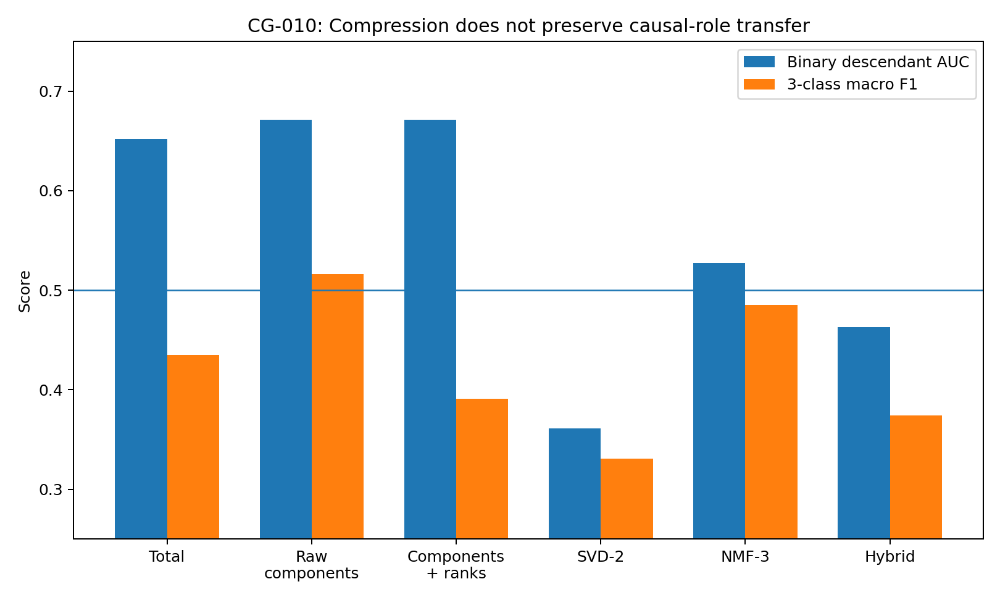 CG-010: Compression does not preserve causal-role transfer
Binary descendant AUC
3-class macro F1
Score
0.7
0.6
0.5
0.4
0.3
Total
Raw
components
Components
+ ranks
SVD-2
NMF-3
Hybrid